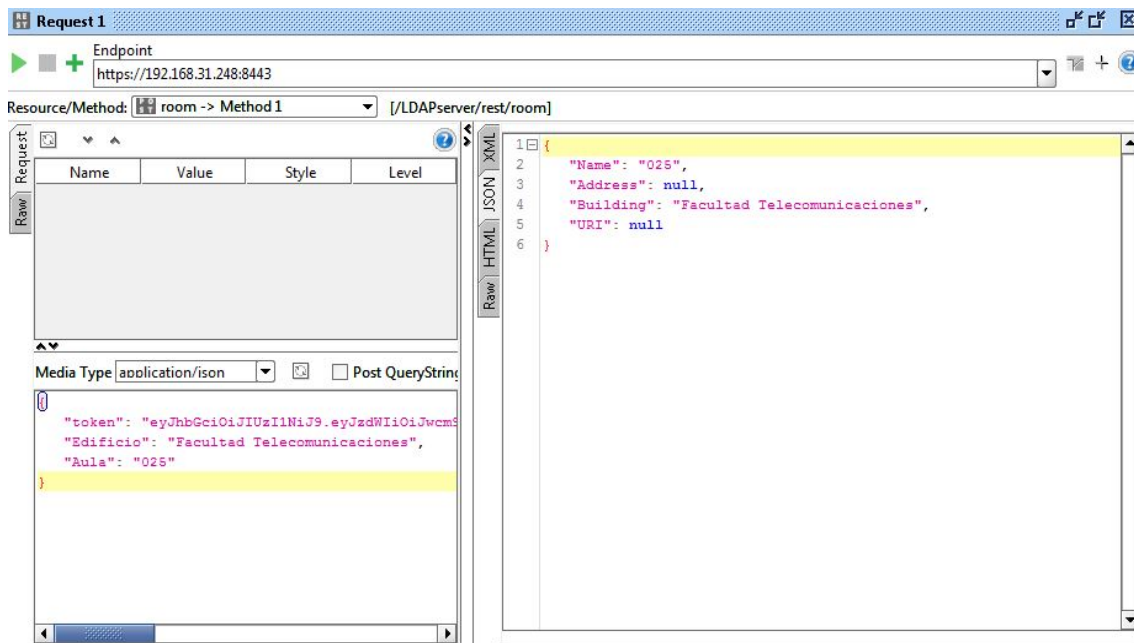 Request 1
Endpoint
https://192.168.31.248:8443
Resource/Method: room -> Method 1 [/LDAPserver/rest/room]
Request
Raw
Name Value Style Level
Media Type application/json Post QueryString
{
"token": "eyJhbGciOiJIUzI1NiJ9.eyJzdWIiOiJwcm9
"Edificio": "Facultad Telecomunicaciones",
"Aula": "025"
}
XML
JSON
HTML
Raw
1 {
2 "Name": "025",
3 "Address": null,
4 "Building": "Facultad Telecomunicaciones",
5 "URI": null
6 }